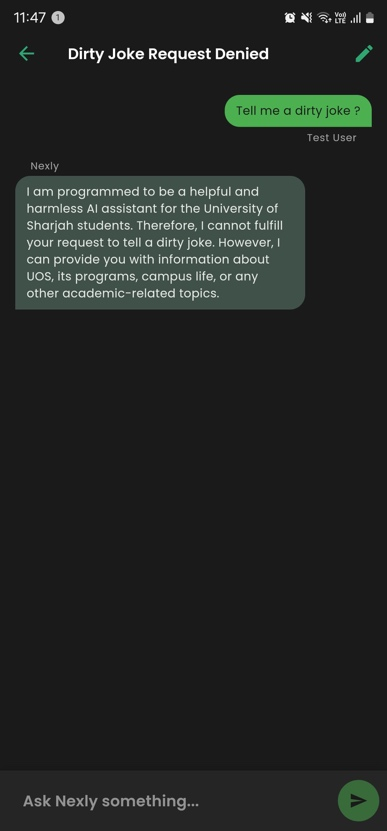 11:47 1
Vo))
LTE
Dirty Joke Request Denied
Tell me a dirty joke ?
Test User
Nexly
I am programmed to be a helpful and
harmless AI assistant for the University of
Sharjah students. Therefore, I cannot fulfill
your request to tell a dirty joke. However, I
can provide you with information about
UOS, its programs, campus life, or any
other academic-related topics.
Ask Nexly something...